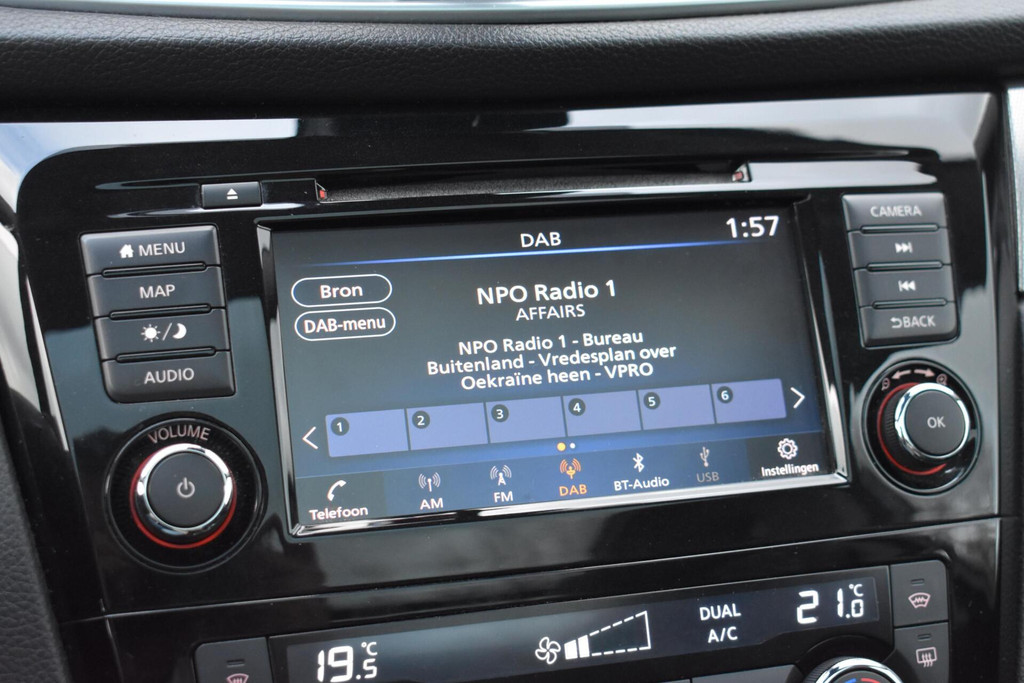 MENU
MAP
AUDIO
VOLUME
DAB
1:57
Bron
DAB-menu
NPO Radio 1
AFFAIRS
NPO Radio 1 - Bureau
Buitenland - Vredesplan over
Oekraïne heen - VPRO
1 2 3 4 5 6
Telefoon
AM
FM
DAB
BT-Audio
USB
Instellingen
CAMERA
BACK
OK
19.5 °C
DUAL
A/C
21.0 °C